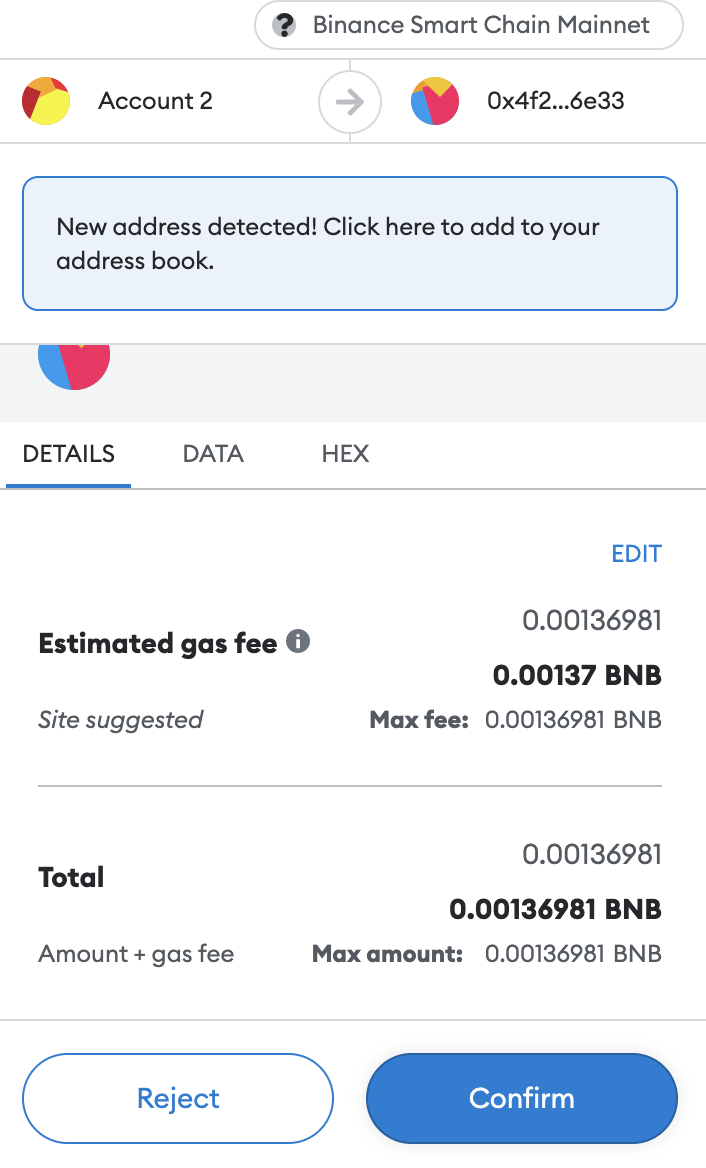 Binance Smart Chain Mainnet
Account 2
0x4f2...6e33
New address detected! Click here to add to your
address book.
DETAILS DATA HEX
EDIT
0.00136981
Estimated gas fee
0.00137 BNB
Site suggested Max fee: 0.00136981 BNB
0.00136981
Total
0.00136981 BNB
Amount + gas fee Max amount: 0.00136981 BNB
Reject Confirm